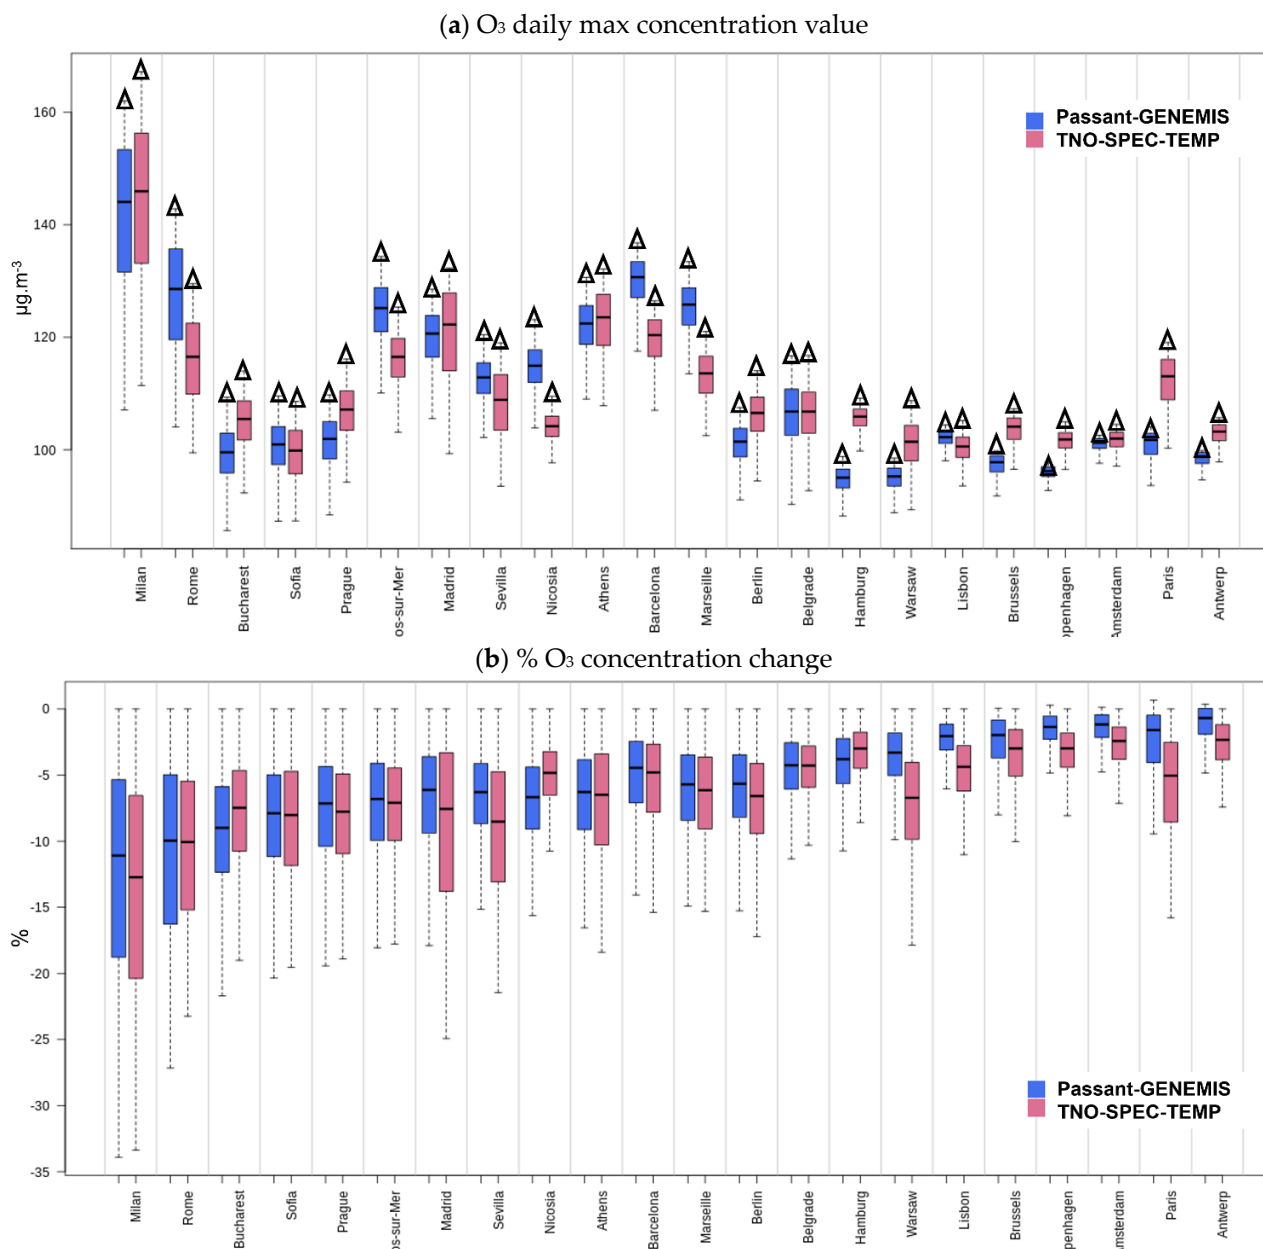 (a) O₃ daily max concentration value
µg.m⁻³
160
140
120
100
Passant-GENEMIS
TNO-SPEC-TEMP
Milan
Rome
Bucharest
Sofia
Prague
os-sur-Mer
Madrid
Sevilla
Nicosia
Athens
Barcelona
Marseille
Berlin
Belgrade
Hamburg
Warsaw
Lisbon
Brussels
openhagen
Amsterdam
Paris
Antwerp
(b) % O₃ concentration change
%
0
-5
-10
-15
-20
-25
-30
-35
Passant-GENEMIS
TNO-SPEC-TEMP
Milan
Rome
Bucharest
Sofia
Prague
os-sur-Mer
Madrid
Sevilla
Nicosia
Athens
Barcelona
Marseille
Berlin
Belgrade
Hamburg
Warsaw
Lisbon
Brussels
openhagen
Amsterdam
Paris
Antwerp